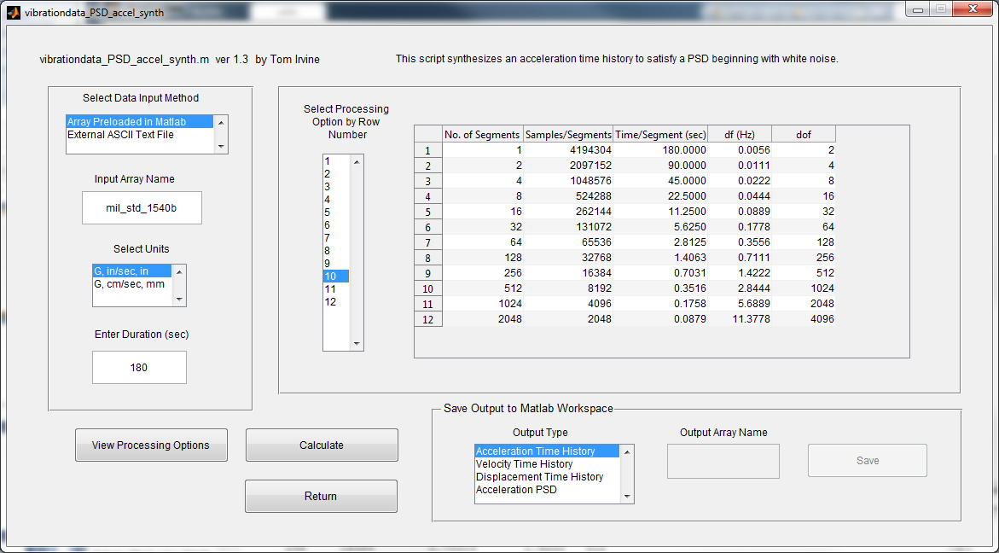 vibrationdata_PSD_accel_synth
vibrationdata_PSD_accel_synth.m ver 1.3 by Tom Irvine
This script synthesizes an acceleration time history to satisfy a PSD beginning with white noise.
Select Data Input Method
Array Preloaded in Matlab
External ASCII Text File
Input Array Name
mil_std_1540b
Select Units
G, in/sec, in
G, cm/sec, mm
Enter Duration (sec)
180
Select Processing
Option by Row
Number
1
2
3
4
5
6
7
8
9
10
11
12
No. of Segments Samples/Segments Time/Segment (sec) df (Hz) dof
1 1 4194304 180.0000 0.0056 2
2 2 2097152 90.0000 0.0111 4
3 4 1048576 45.0000 0.0222 8
4 8 524288 22.5000 0.0444 16
5 16 262144 11.2500 0.0889 32
6 32 131072 5.6250 0.1778 64
7 64 65536 2.8125 0.3556 128
8 128 32768 1.4063 0.7111 256
9 256 16384 0.7031 1.4222 512
10 512 8192 0.3516 2.8444 1024
11 1024 4096 0.1758 5.6889 2048
12 2048 2048 0.0879 11.3778 4096
View Processing Options
Calculate
Return
Save Output to Matlab Workspace
Output Type
Acceleration Time History
Velocity Time History
Displacement Time History
Acceleration PSD
Output Array Name
Save